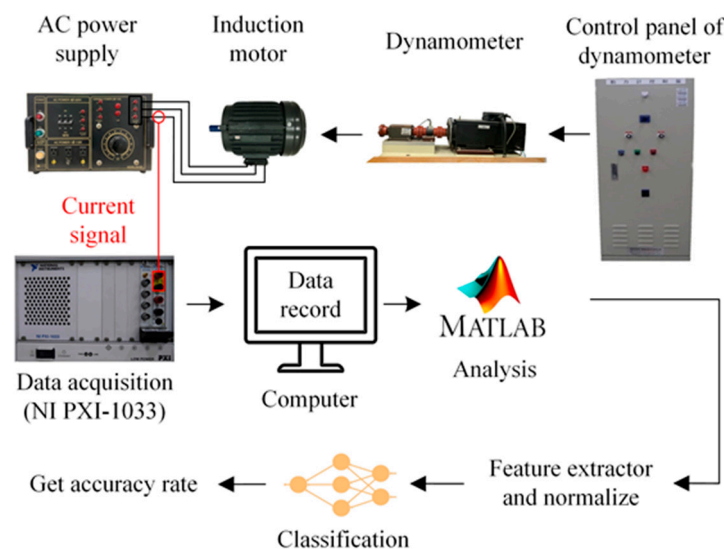 AC power
supply
Induction
motor
Dynamometer
Control panel of
dynamometer
Current
signal
Data
record
MATLAB
Analysis
Data acquisition
(NI PXI-1033)
Computer
Feature extractor
and normalize
Get accuracy rate
Classification
PXI